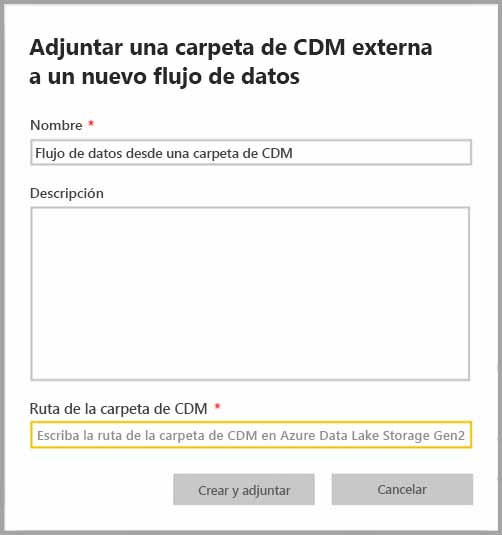 Adjuntar una carpeta de CDM externa
a un nuevo flujo de datos
Nombre *
Flujo de datos desde una carpeta de CDM
Descripción
Ruta de la carpeta de CDM *
Escriba la ruta de la carpeta de CDM en Azure Data Lake Storage Gen2
Crear y adjuntar
Cancelar